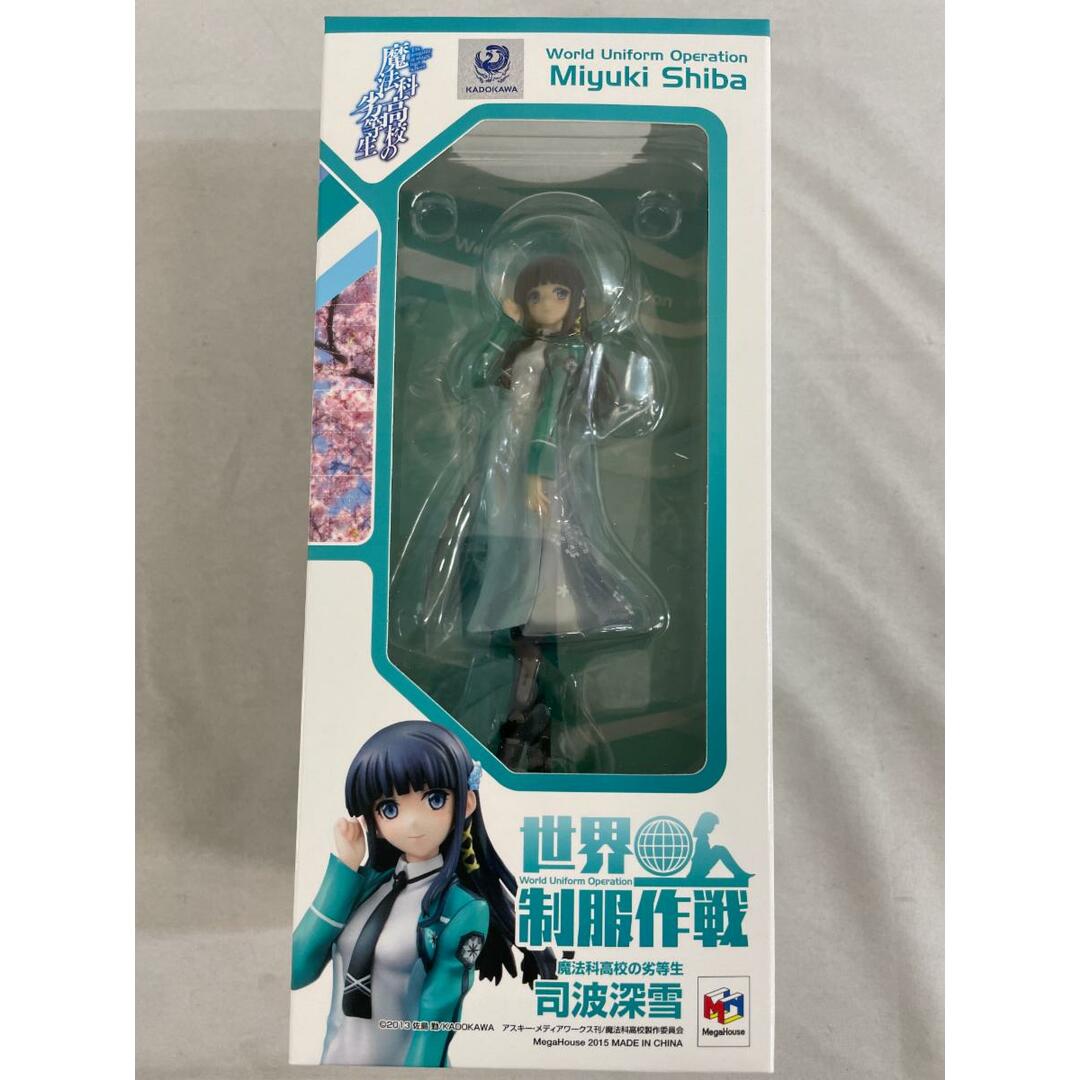 魔法科高校の劣等生
KADOKAWA
World Uniform Operation
Miyuki Shiba
世界
World Uniform Operation
制服作戦
魔法科高校の劣等生
司波深雪
MegaHouse
©2013 佐島 勤/KADOKAWA アスキー・メディアワークス刊/魔法科高校製作委員会
MegaHouse 2015 MADE IN CHINA